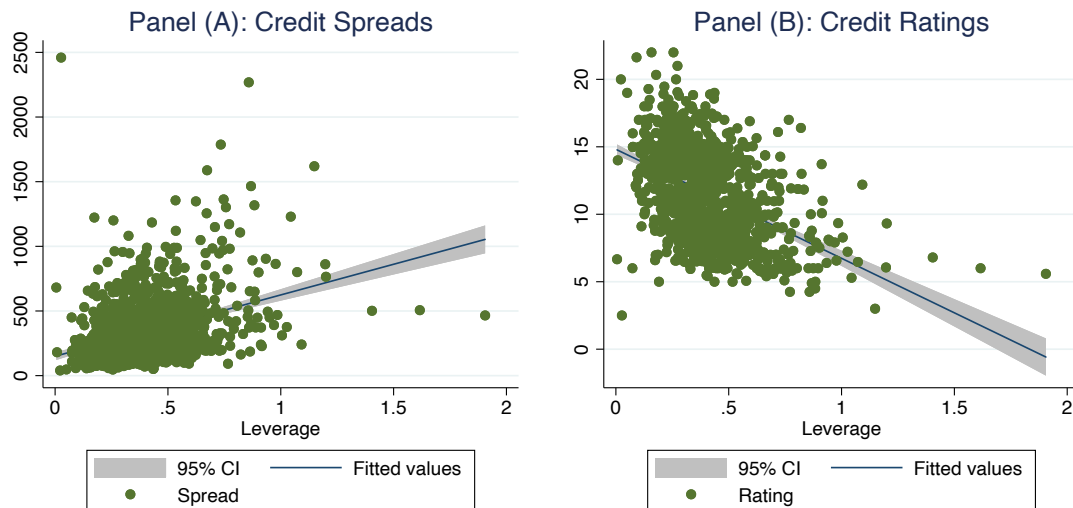 Panel (A): Credit Spreads
2500
2000
1500
1000
500
0
0 .5 1 1.5 2
Leverage
95% CI Fitted values
Spread
Panel (B): Credit Ratings
20
15
10
5
0
0 .5 1 1.5 2
Leverage
95% CI Fitted values
Rating